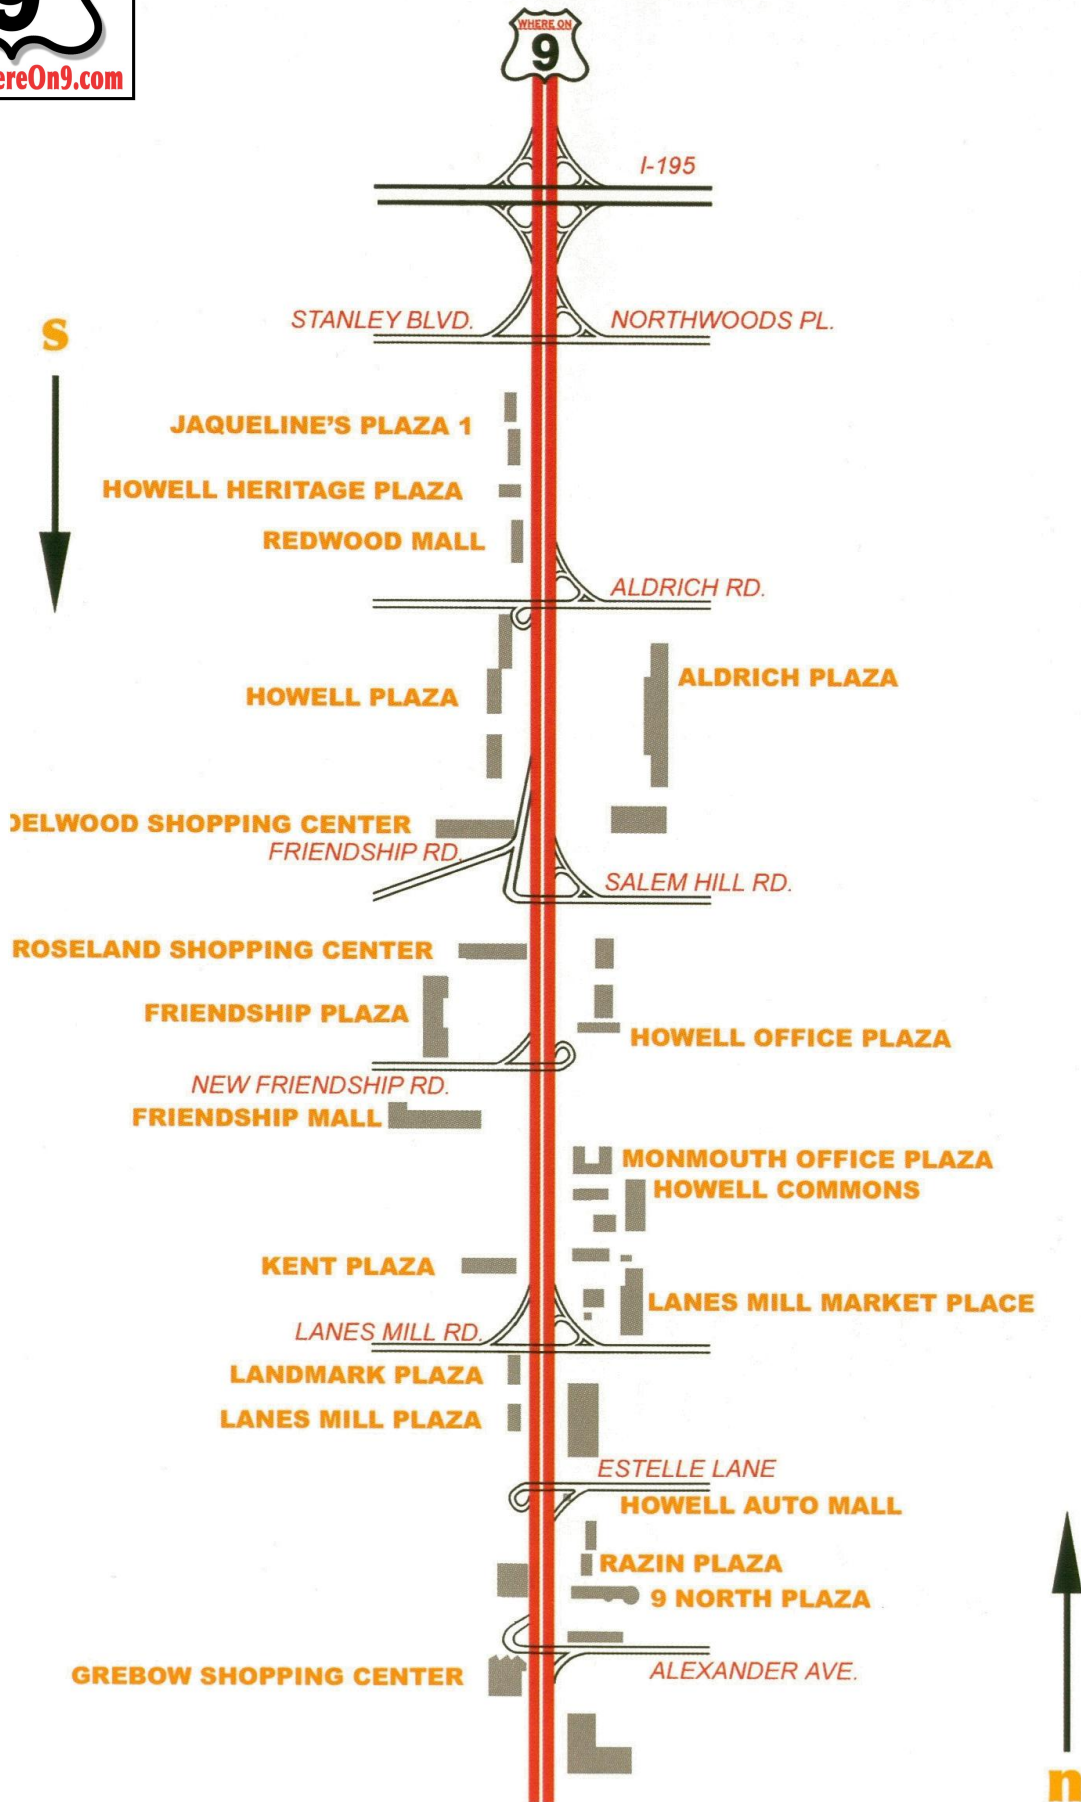 9
ereOn9.com
WHERE ON
9
I-195
STANLEY BLVD.
NORTHWOODS PL.
S
JAQUELINE'S PLAZA 1
HOWELL HERITAGE PLAZA
REDWOOD MALL
ALDRICH RD.
HOWELL PLAZA
ALDRICH PLAZA
DELWOOD SHOPPING CENTER
FRIENDSHIP RD.
SALEM HILL RD.
ROSELAND SHOPPING CENTER
FRIENDSHIP PLAZA
HOWELL OFFICE PLAZA
NEW FRIENDSHIP RD.
FRIENDSHIP MALL
MONMOUTH OFFICE PLAZA
HOWELL COMMONS
KENT PLAZA
LANES MILL MARKET PLACE
LANES MILL RD.
LANDMARK PLAZA
LANES MILL PLAZA
ESTELLE LANE
HOWELL AUTO MALL
RAZIN PLAZA
9 NORTH PLAZA
ALEXANDER AVE.
GREBOW SHOPPING CENTER
n